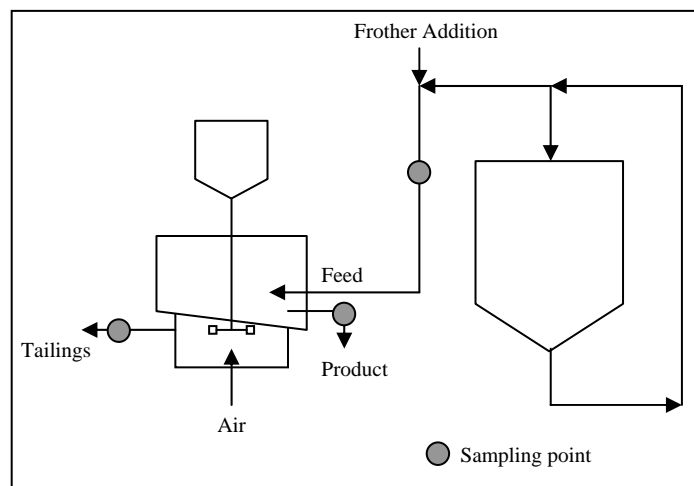 Frother Addition
Feed
Tailings
Product
Air
Sampling point